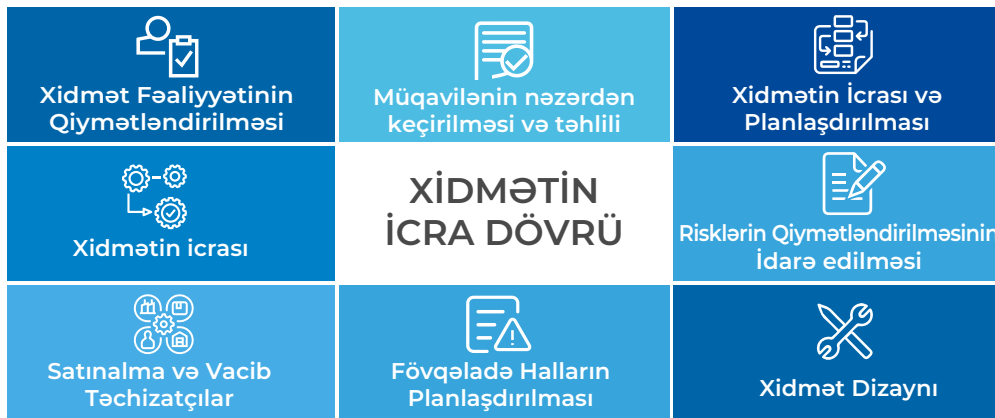 Xidmət Fəaliyyətinin
Qiymətləndirilməsi
Müqavilənin nəzərdən
keçirilməsi və təhlili
Xidmətin İcrası və
Planlaşdırılması
Xidmətin icrası
XİDMƏTİN
İCRA DÖVRÜ
Risklərin Qiymətləndirilməsinin
İdarə edilməsi
Satınalma və Vacib
Təchizatçılar
Fövqəladə Halların
Planlaşdırılması
Xidmət Dizaynı